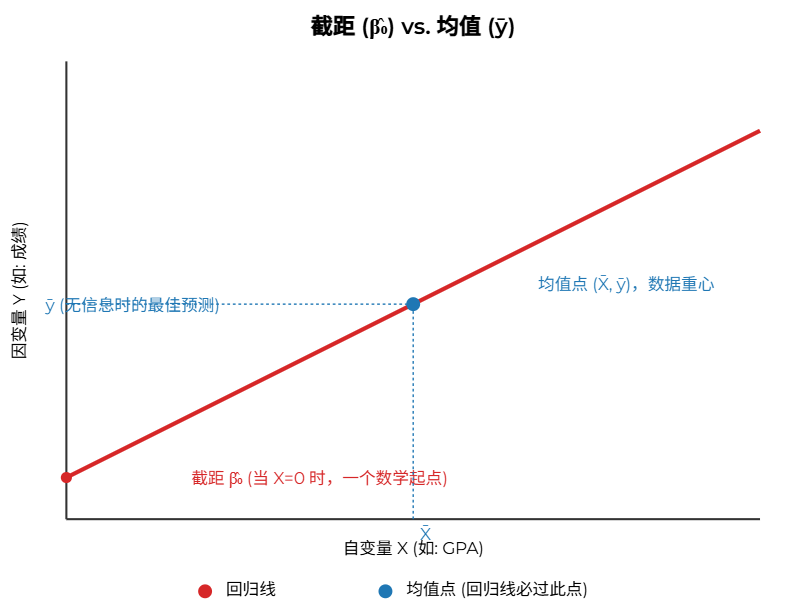 截距 (β̂₀) vs. 均值 (ȳ)
因变量 Y (如: 成绩)
均值点 (X̄, ȳ)，数据重心
ȳ (无信息时的最佳预测)
截距 β̂₀ (当 X=0 时，一个数学起点)
X̄
自变量 X (如: GPA)
回归线
均值点 (回归线必过此点)